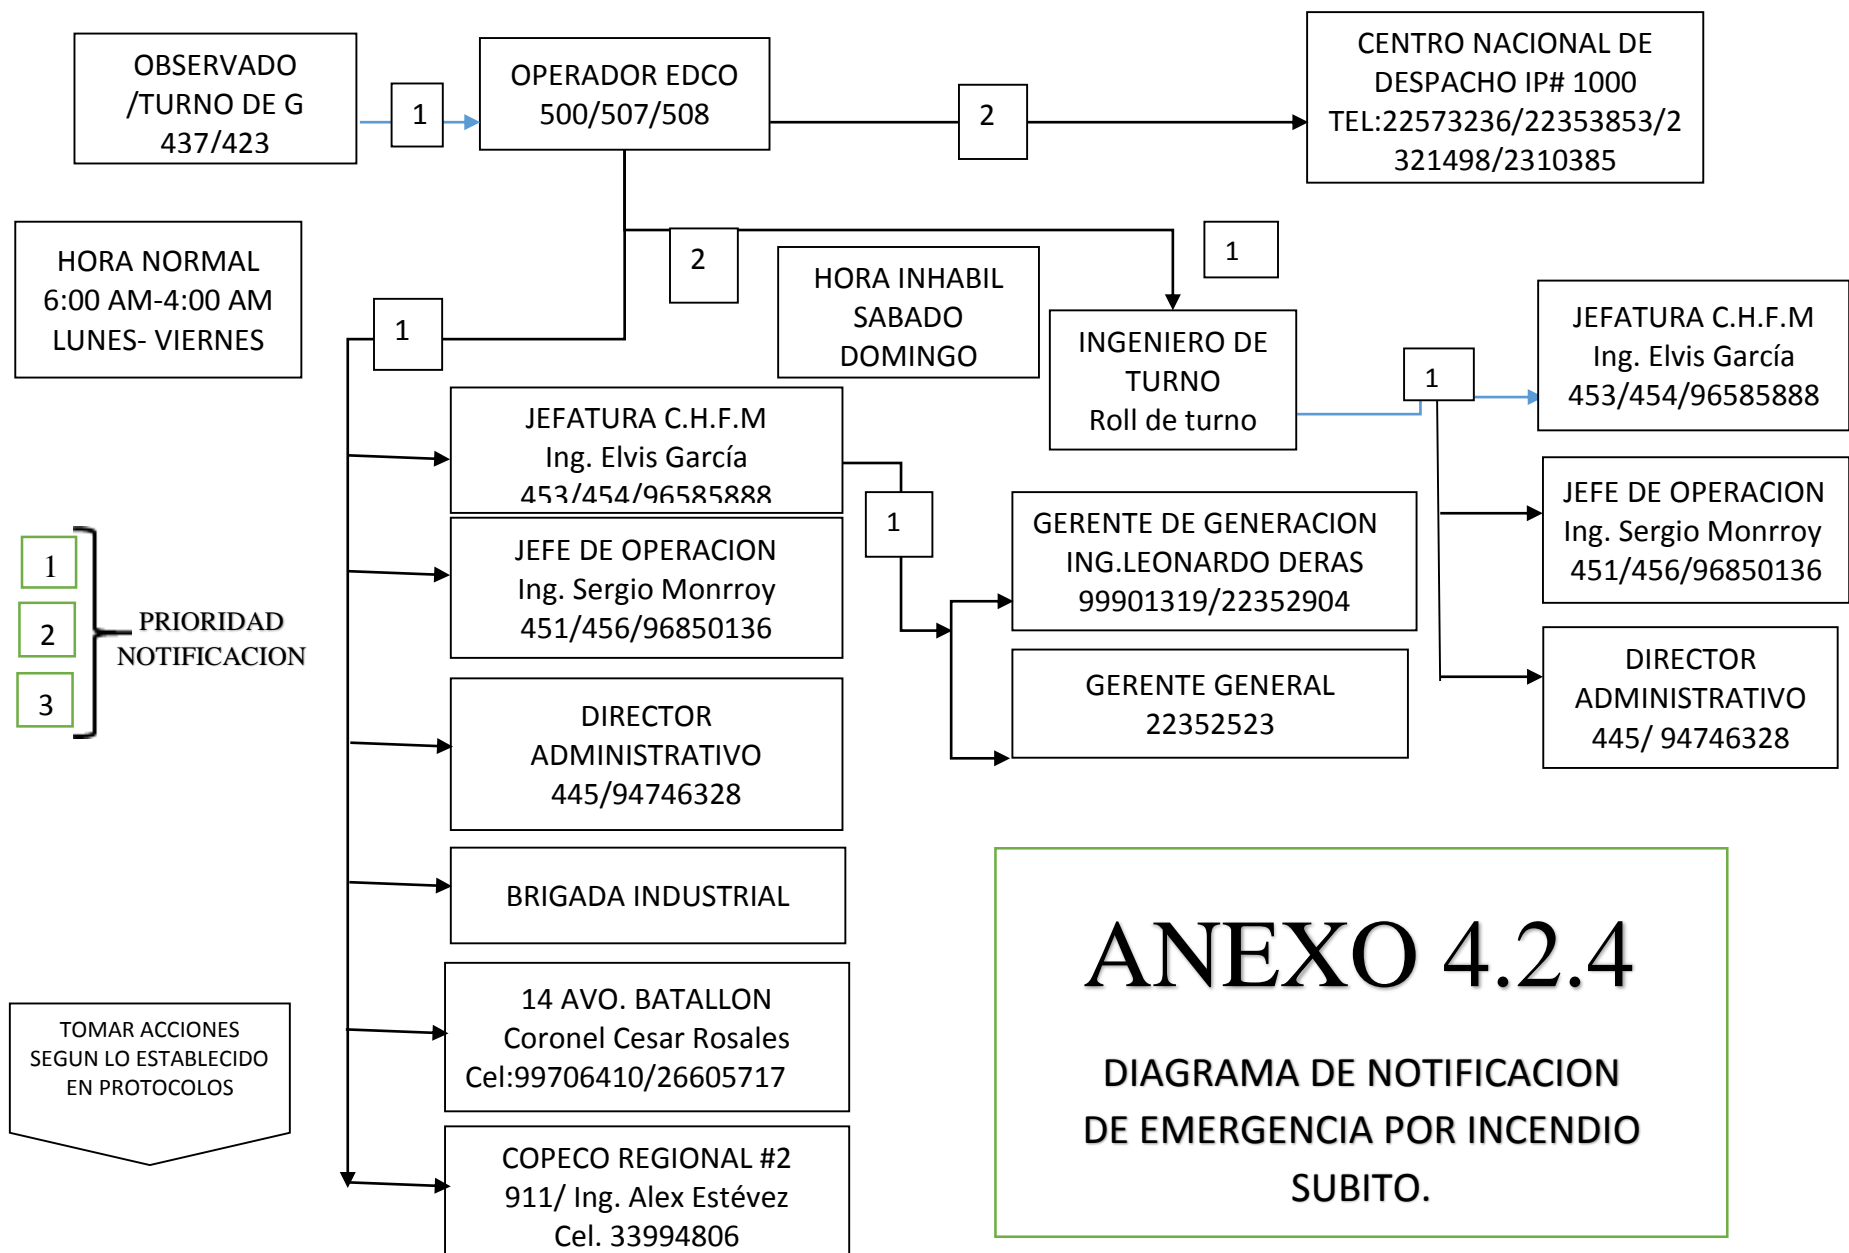 OBSERVADO
/TURNO DE G
437/423
1
OPERADOR EDCO
500/507/508
2
CENTRO NACIONAL DE
DESPACHO IP# 1000
TEL:22573236/22353853/2
321498/2310385
HORA NORMAL
6:00 AM-4:00 AM
LUNES- VIERNES
1
2
HORA INHABIL
SABADO
DOMINGO
1
INGENIERO DE
TURNO
Roll de turno
1
JEFATURA C.H.F.M
Ing. Elvis García
453/454/96585888
JEFE DE OPERACION
Ing. Sergio Monrroy
451/456/96850136
DIRECTOR
ADMINISTRATIVO
445/ 94746328
JEFATURA C.H.F.M
Ing. Elvis García
453/454/96585888
1
GERENTE DE GENERACION
ING.LEONARDO DERAS
99901319/22352904
GERENTE GENERAL
22352523
JEFE DE OPERACION
Ing. Sergio Monrroy
451/456/96850136
1
2
3
PRIORIDAD
NOTIFICACION
DIRECTOR
ADMINISTRATIVO
445/94746328
BRIGADA INDUSTRIAL
14 AVO. BATALLON
Coronel Cesar Rosales
Cel:99706410/26605717
COPECO REGIONAL #2
911/ Ing. Alex Estévez
Cel. 33994806
TOMAR ACCIONES
SEGUN LO ESTABLECIDO
EN PROTOCOLOS
ANEXO 4.2.4
DIAGRAMA DE NOTIFICACION
DE EMERGENCIA POR INCENDIO
SUBITO.